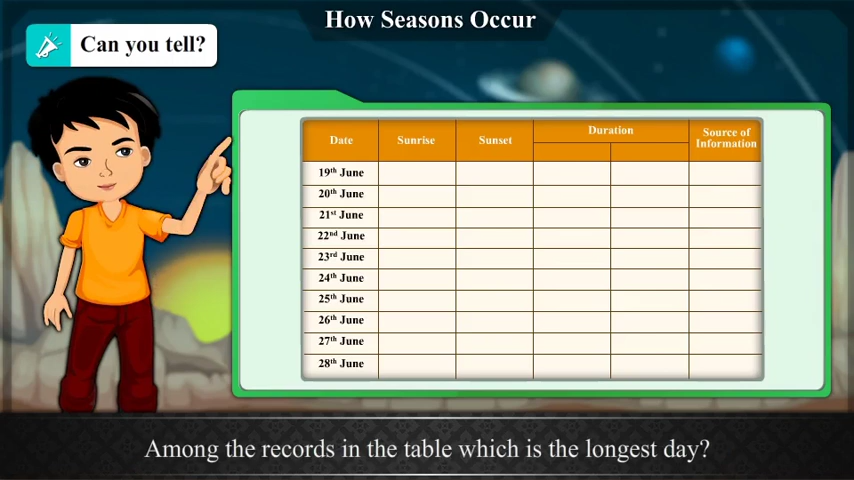 How Seasons Occur
Can you tell?
Date Sunrise Sunset Duration Source of Information
19th June
20th June
21st June
22nd June
23rd June
24th June
25th June
26th June
27th June
28th June
Among the records in the table which is the longest day?